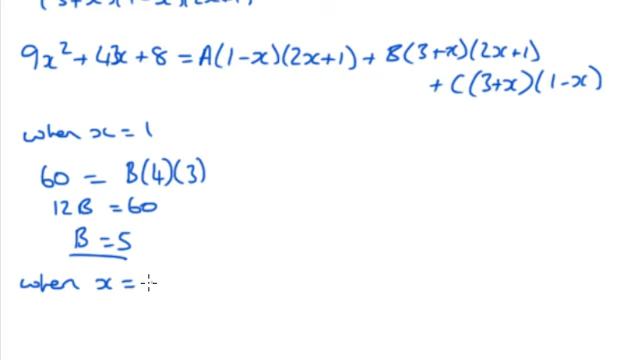 9x² + 43x + 8 = A(1-x)(2x+1) + B(3+x)(2x+1)
+ C(3+x)(1-x)
when x = 1
60 = B(4)(3)
12B = 60
B = 5
when x =